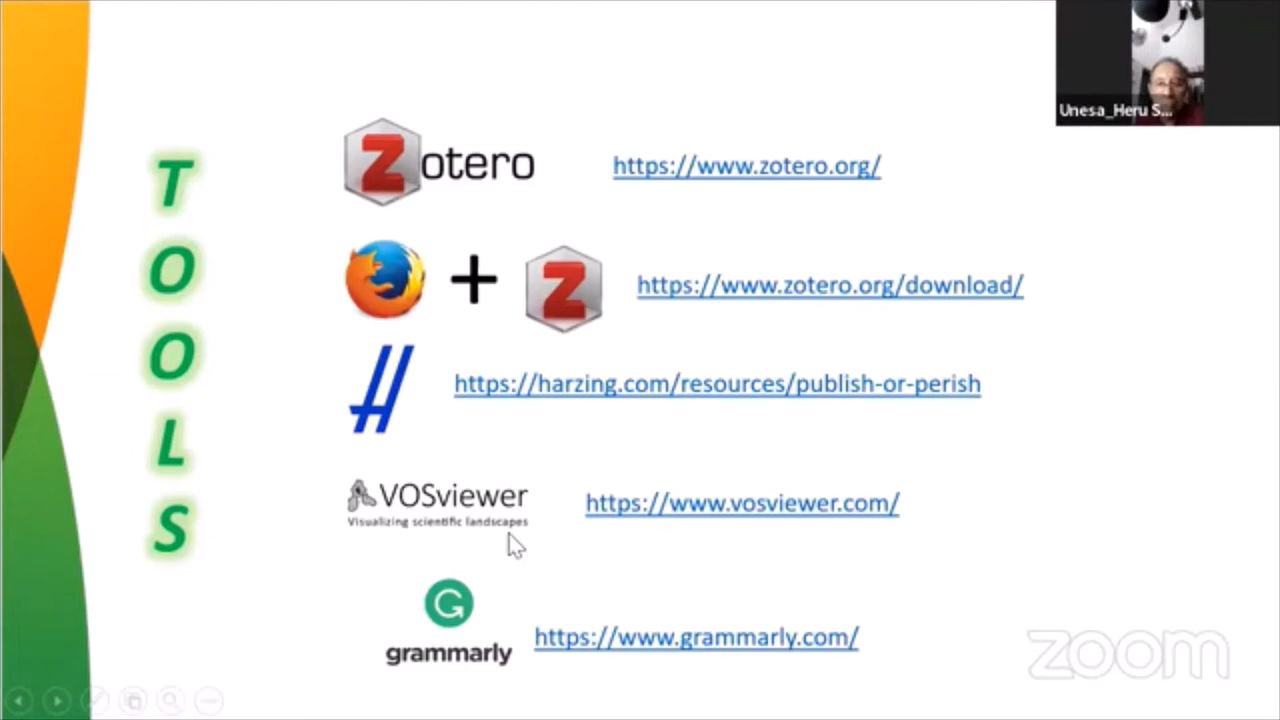 Unesa_Heru S...
TOOLS
Zotero
https://www.zotero.org/
+ Z
https://www.zotero.org/download/
https://harzing.com/resources/publish-or-perish
VOSviewer
Visualizing scientific landscapes
https://www.vosviewer.com/
G
grammarly
https://www.grammarly.com/
zoom